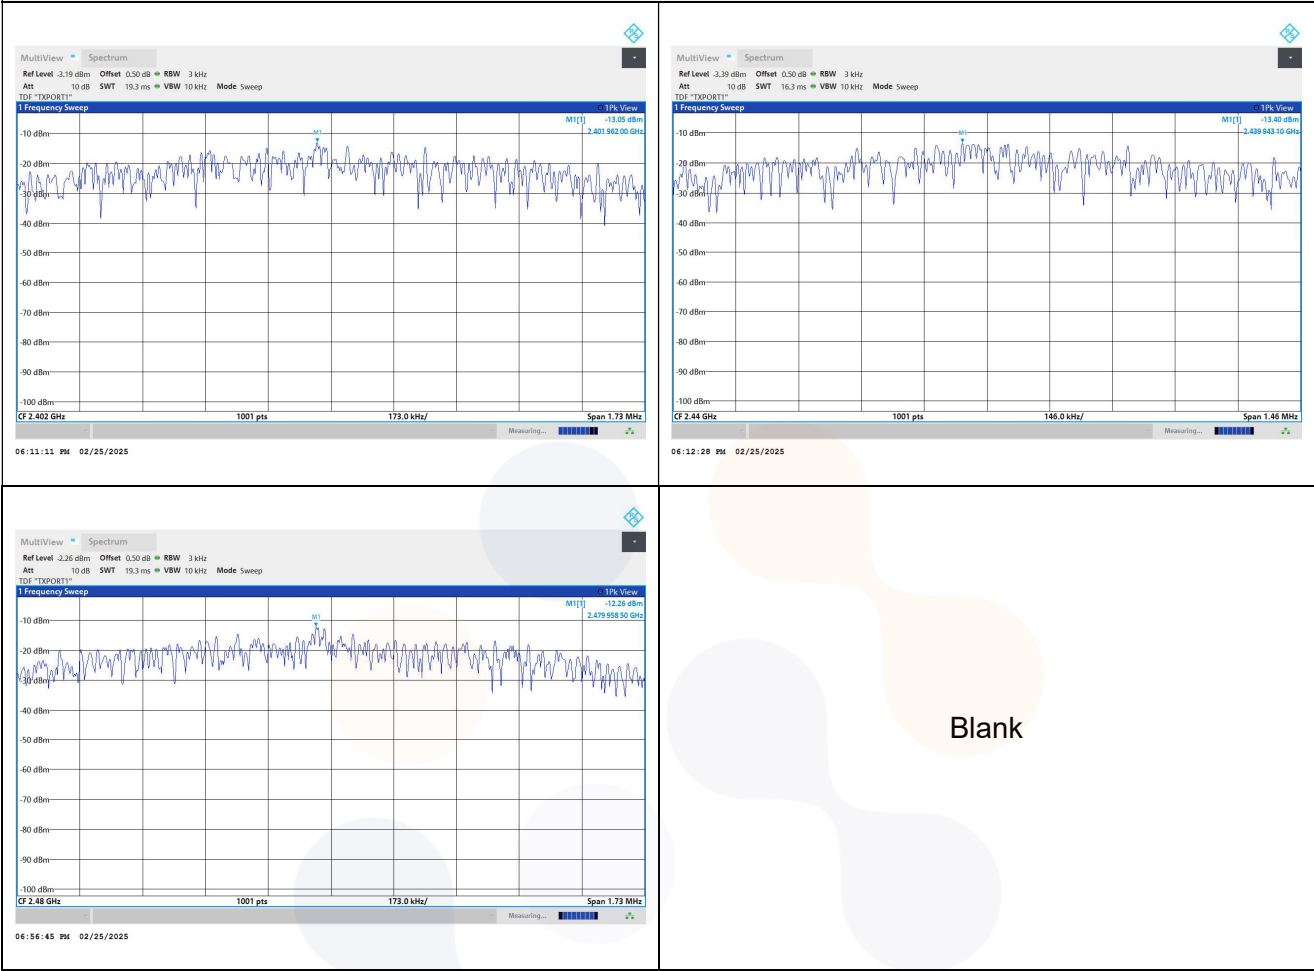 MultiView Spectrum
Ref Level -3.19 dBm Offset 0.50 dB RBW 3 kHz
Att 10 dB SWT 19.3 ms VBW 10 kHz Mode Sweep
TDF "TXPORT1"
1 Frequency Sweep 1Pk View
M1[1] -13.05 dBm
2.401 962 00 GHz
M1
-10 dBm
-20 dBm
-30 dBm
-40 dBm
-50 dBm
-60 dBm
-70 dBm
-80 dBm
-90 dBm
-100 dBm
CF 2.402 GHz 1001 pts 173.0 kHz/ Span 1.73 MHz
Measuring...
06:11:11 PM 02/25/2025
MultiView Spectrum
Ref Level -3.39 dBm Offset 0.50 dB RBW 3 kHz
Att 10 dB SWT 16.3 ms VBW 10 kHz Mode Sweep
TDF "TXPORT1"
1 Frequency Sweep 1Pk View
M1[1] -13.40 dBm
2.439 943 10 GHz
M1
-10 dBm
-20 dBm
-30 dBm
-40 dBm
-50 dBm
-60 dBm
-70 dBm
-80 dBm
-90 dBm
-100 dBm
CF 2.44 GHz 1001 pts 146.0 kHz/ Span 1.46 MHz
Measuring...
06:12:28 PM 02/25/2025
MultiView Spectrum
Ref Level -2.26 dBm Offset 0.50 dB RBW 3 kHz
Att 10 dB SWT 19.3 ms VBW 10 kHz Mode Sweep
TDF "TXPORT1"
1 Frequency Sweep 1Pk View
M1[1] -12.26 dBm
2.479 958 50 GHz
M1
-10 dBm
-20 dBm
-30 dBm
-40 dBm
-50 dBm
-60 dBm
-70 dBm
-80 dBm
-90 dBm
-100 dBm
CF 2.48 GHz 1001 pts 173.0 kHz/ Span 1.73 MHz
Measuring...
06:56:45 PM 02/25/2025
Blank